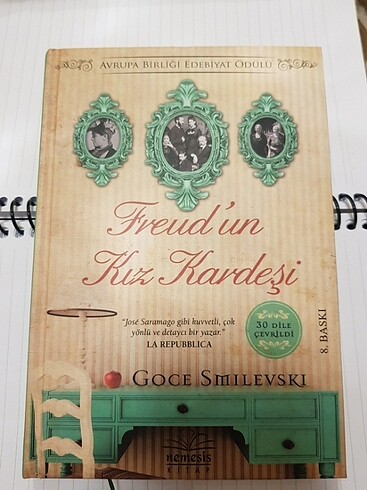 AVRUPA BİRLİĞİ EDEBİYAT ÖDÜLÜ
Freud'un
Kız Kardeşi
"José Saramago gibi kuvvetli, çok
yönlü ve detaycı bir yazar."
LA REPUBBLICA
30 DİLE
ÇEVRİLDİ
8. BASKI
GOCE SMILEVSKI
nemesis
KİTAP